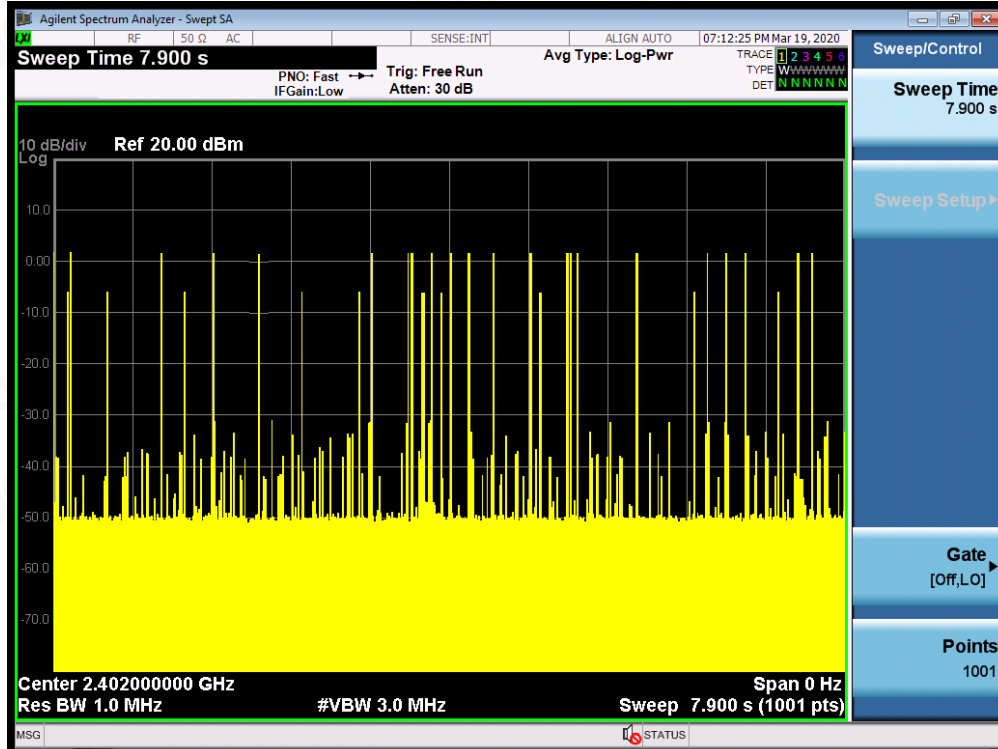 Agilent Spectrum Analyzer - Swept SA
LXI RF 50 Ω AC SENSE:INT ALIGN AUTO 07:12:25 PM Mar 19, 2020
Sweep Time 7.900 s
Avg Type: Log-Pwr
TRACE 1 2 3 4 5 6
TYPE WWWWWW
DET N N N N N N
PNO: Fast
IFGain:Low
Trig: Free Run
Atten: 30 dB
10 dB/div Ref 20.00 dBm
Log
10.0
0.00
-10.0
-20.0
-30.0
-40.0
-50.0
-60.0
-70.0
Center 2.402000000 GHz Span 0 Hz
Res BW 1.0 MHz #VBW 3.0 MHz Sweep 7.900 s (1001 pts)
MSG STATUS
Sweep/Control
Sweep Time
7.900 s
Sweep Setup
Gate
[Off,LO]
Points
1001